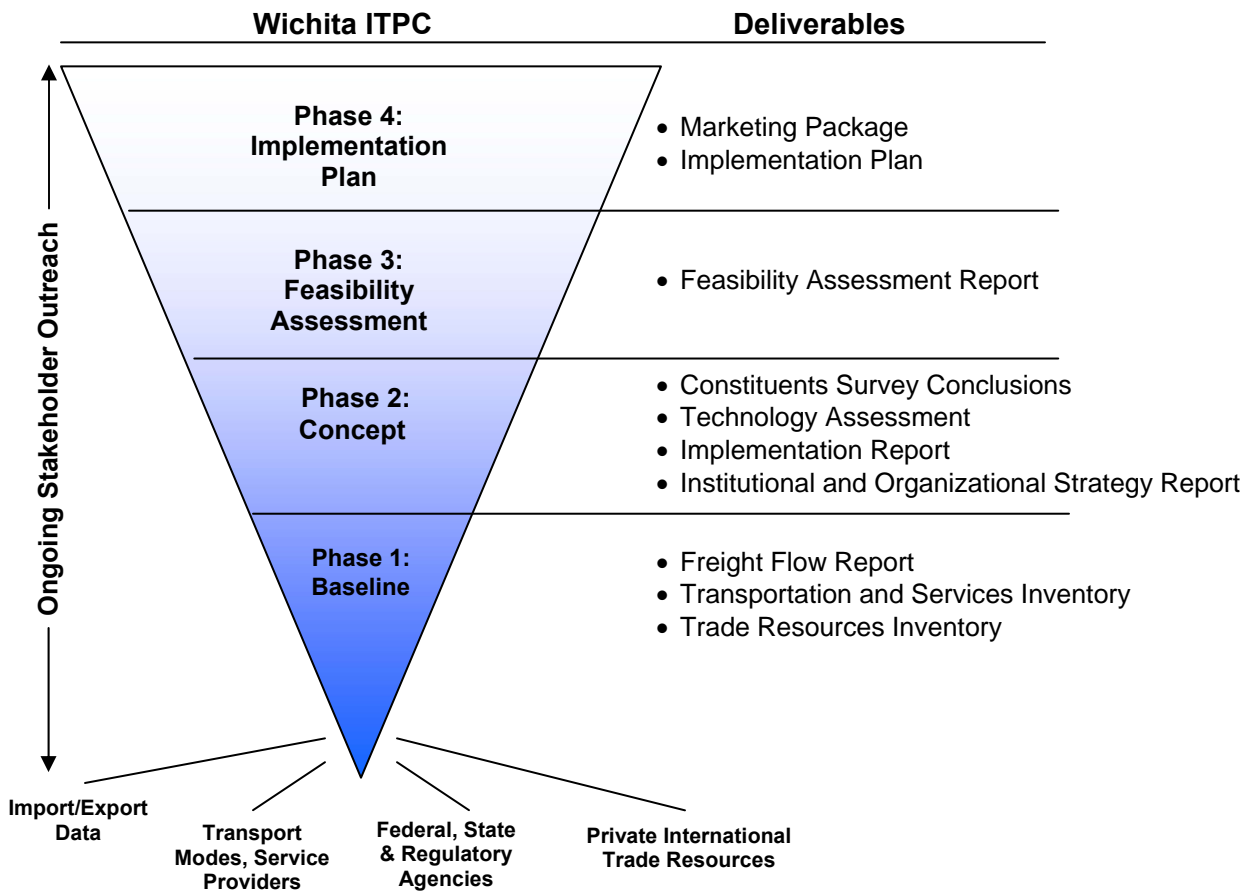 Wichita ITPC
Deliverables
Ongoing Stakeholder Outreach
Phase 4:
Implementation
Plan
• Marketing Package
• Implementation Plan
Phase 3:
Feasibility
Assessment
• Feasibility Assessment Report
Phase 2:
Concept
• Constituents Survey Conclusions
• Technology Assessment
• Implementation Report
• Institutional and Organizational Strategy Report
Phase 1:
Baseline
• Freight Flow Report
• Transportation and Services Inventory
• Trade Resources Inventory
Import/Export
Data
Transport
Modes, Service
Providers
Federal, State
& Regulatory
Agencies
Private International
Trade Resources